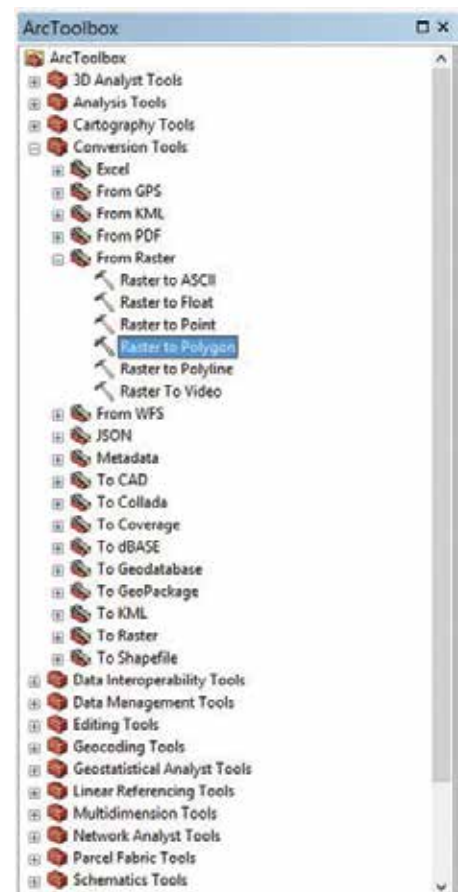 ArcToolbox
ArcToolbox
3D Analyst Tools
Analysis Tools
Cartography Tools
Conversion Tools
Excel
From GPS
From KML
From PDF
From Raster
Raster to ASCII
Raster to Float
Raster to Point
Raster to Polygon
Raster to Polyline
Raster To Video
From WFS
JSON
Metadata
To CAD
To Collada
To Coverage
To dBASE
To Geodatabase
To GeoPackage
To KML
To Raster
To Shapefile
Data Interoperability Tools
Data Management Tools
Editing Tools
Geocoding Tools
Geostatistical Analyst Tools
Linear Referencing Tools
Multidimension Tools
Network Analyst Tools
Parcel Fabric Tools
Schematics Tools